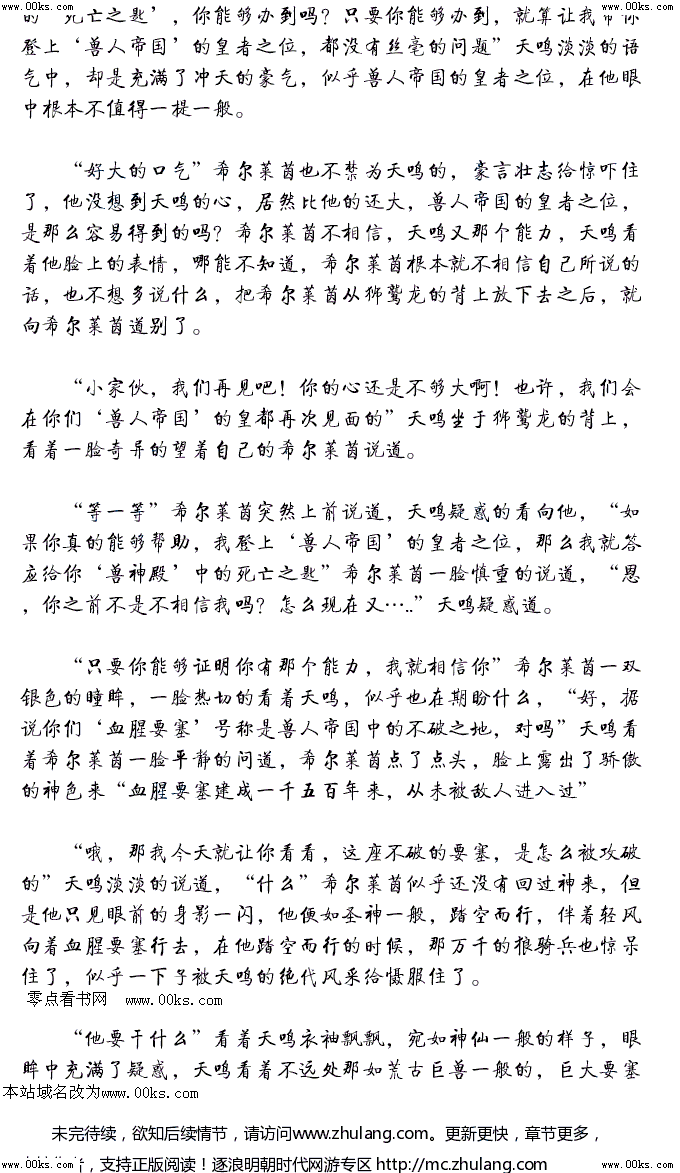 www.00ks.com www.00ks.com
的‘死亡之匙’，你能够办到吗？只要你能够办到，就算让我帮你
登上‘兽人帝国’的皇者之位，都没有丝毫的问题”天鸣淡淡的语
气中，却是充满了冲天的豪气，似乎兽人帝国的皇者之位，在他眼
中根本不值得一提一般。
“好大的口气”希尔莱茵也不禁为天鸣的，豪言壮志给惊吓住
了，他没想到天鸣的心，居然比他的还大，兽人帝国的皇者之位，
是那么容易得到的吗？希尔莱茵不相信，天鸣又那个能力，天鸣看
着他脸上的表情，哪能不知道，希尔莱茵根本就不相信自己所说的
话，也不想多说什么，把希尔莱茵从狮鹫龙的背上放下去之后，就
向希尔莱茵道别了。
“小家伙，我们再见吧！你的心还是不够大啊！也许，我们会
在你们‘兽人帝国’的皇都再次见面的”天鸣坐于狮鹫龙的背上，
看着一脸奇异的望着自己的希尔莱茵说道。
“等一等”希尔莱茵突然上前说道，天鸣疑惑的看向他，“如
果你真的能够帮助，我登上‘兽人帝国’的皇者之位，那么我就答
应给你‘兽神殿’中的死亡之匙”希尔莱茵一脸慎重的说道，“恩
，你之前不是不相信我吗？怎么现在又…..”天鸣疑惑道。
“只要你能够证明你有那个能力，我就相信你”希尔莱茵一双
银色的瞳眸，一脸热切的看着天鸣，似乎也在期盼什么，“好，据
说你们‘血腥要塞’号称是兽人帝国中的不破之地，对吗”天鸣看
着希尔莱茵一脸平静的问道，希尔莱茵点了点头，脸上露出了骄傲
的神色来“血腥要塞建成一千五百年来，从未被敌人进入过”
“哦，那我今天就让你看看，这座不破的要塞，是怎么被攻破
的”天鸣淡淡的说道，“什么”希尔莱茵似乎还没有回过神来，但
是他只见眼前的身影一闪，他便如圣神一般，踏空而行，伴着轻风
向着血腥要塞行去，在他踏空而行的时候，那万千的狼骑兵也惊呆
住了，似乎一下子被天鸣的绝代风采给慑服住了。
零点看书网 www.00ks.com
“他要干什么”看着天鸣衣袖飘飘，宛如神仙一般的样子，眼
眸中充满了疑惑，天鸣看着不远处那如荒古巨兽一般的，巨大要塞
本站域名改为www.00ks.com
未完待续，欲知后续情节，请访问www.zhulang.com。更新更快，章节更多，
，支持正版阅读！逐浪明朝时代网游专区 http://mc.zhulang.com
www.00ks.com www.00ks.com